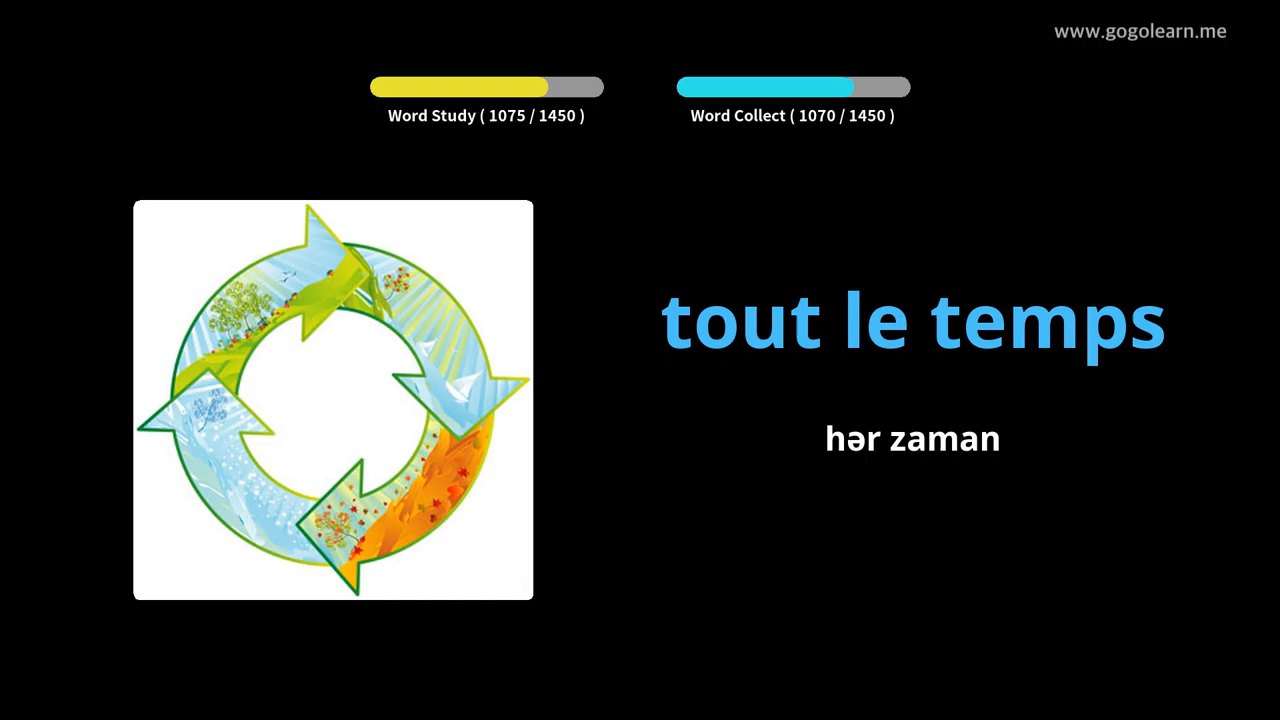 www.gogolearn.me
Word Study ( 1075 / 1450 )
Word Collect ( 1070 / 1450 )
tout le temps
hər zaman